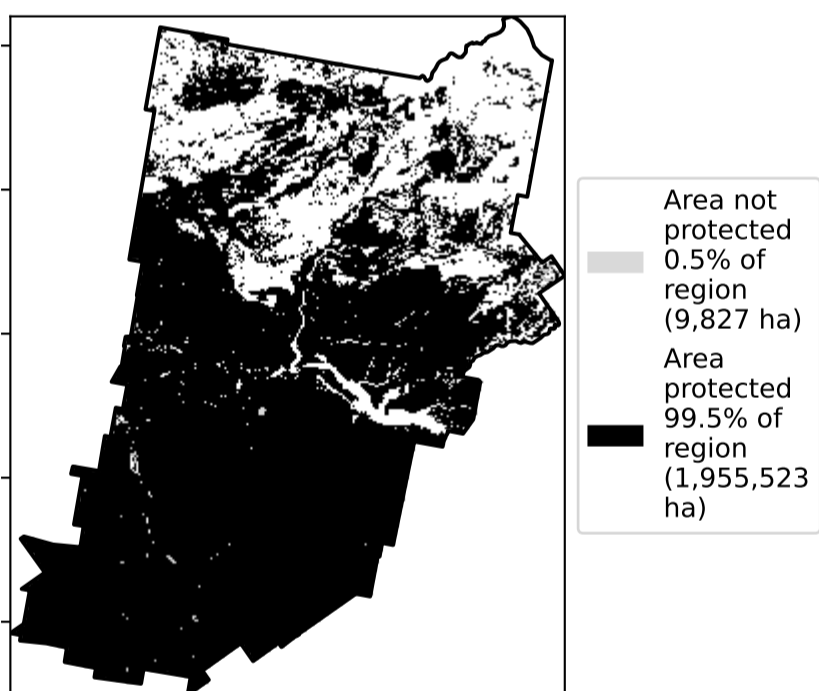 Area not
protected
0.5% of
region
(9,827 ha)
Area
protected
99.5% of
region
(1,955,523
ha)